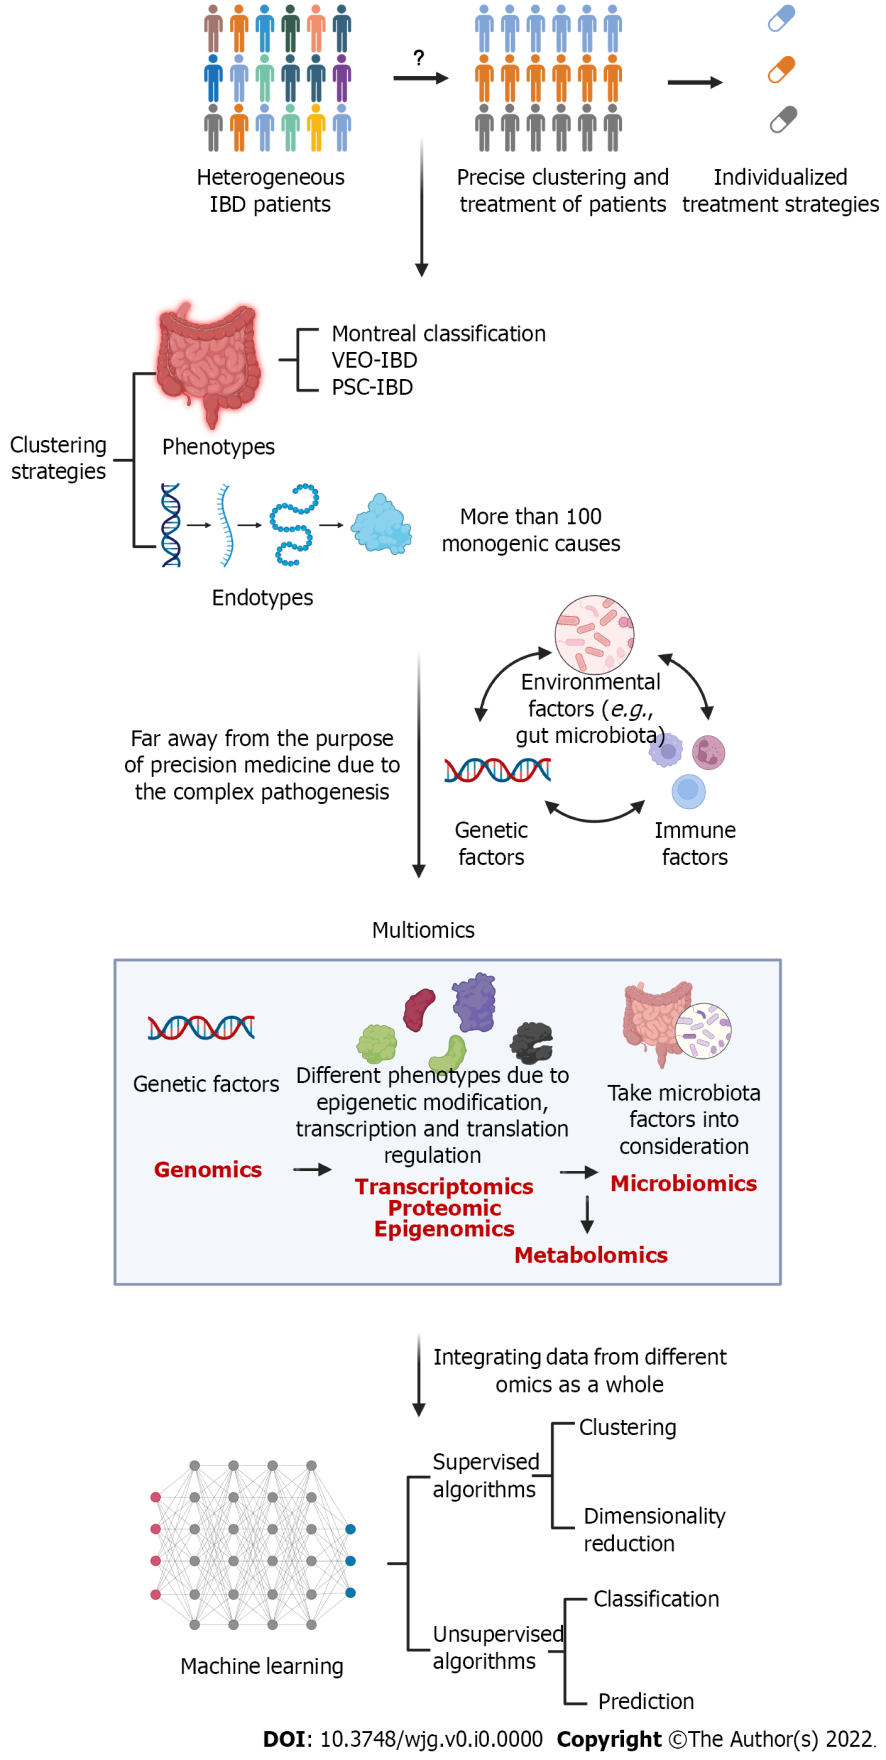 ?
Heterogeneous
IBD patients
Precise clustering and
treatment of patients
Individualized
treatment strategies
Montreal classification
VEO-IBD
PSC-IBD
Clustering
strategies
Phenotypes
More than 100
monogenic causes
Endotypes
Environmental
factors (e.g.,
gut microbiota)
Far away from the purpose
of precision medicine due to
the complex pathogenesis
Genetic
factors
Immune
factors
Multiomics
Genetic factors
Different phenotypes due to
epigenetic modification,
transcription and translation
regulation
Take microbiota
factors into
consideration
Genomics
Transcriptomics
Proteomic
Epigenomics
Microbiomics
Metabolomics
Integrating data from different
omics as a whole
Clustering
Supervised
algorithms
Dimensionality
reduction
Classification
Unsupervised
algorithms
Machine learning
Prediction
DOI: 10.3748/wjg.v0.i0.0000 Copyright ©The Author(s) 2022.